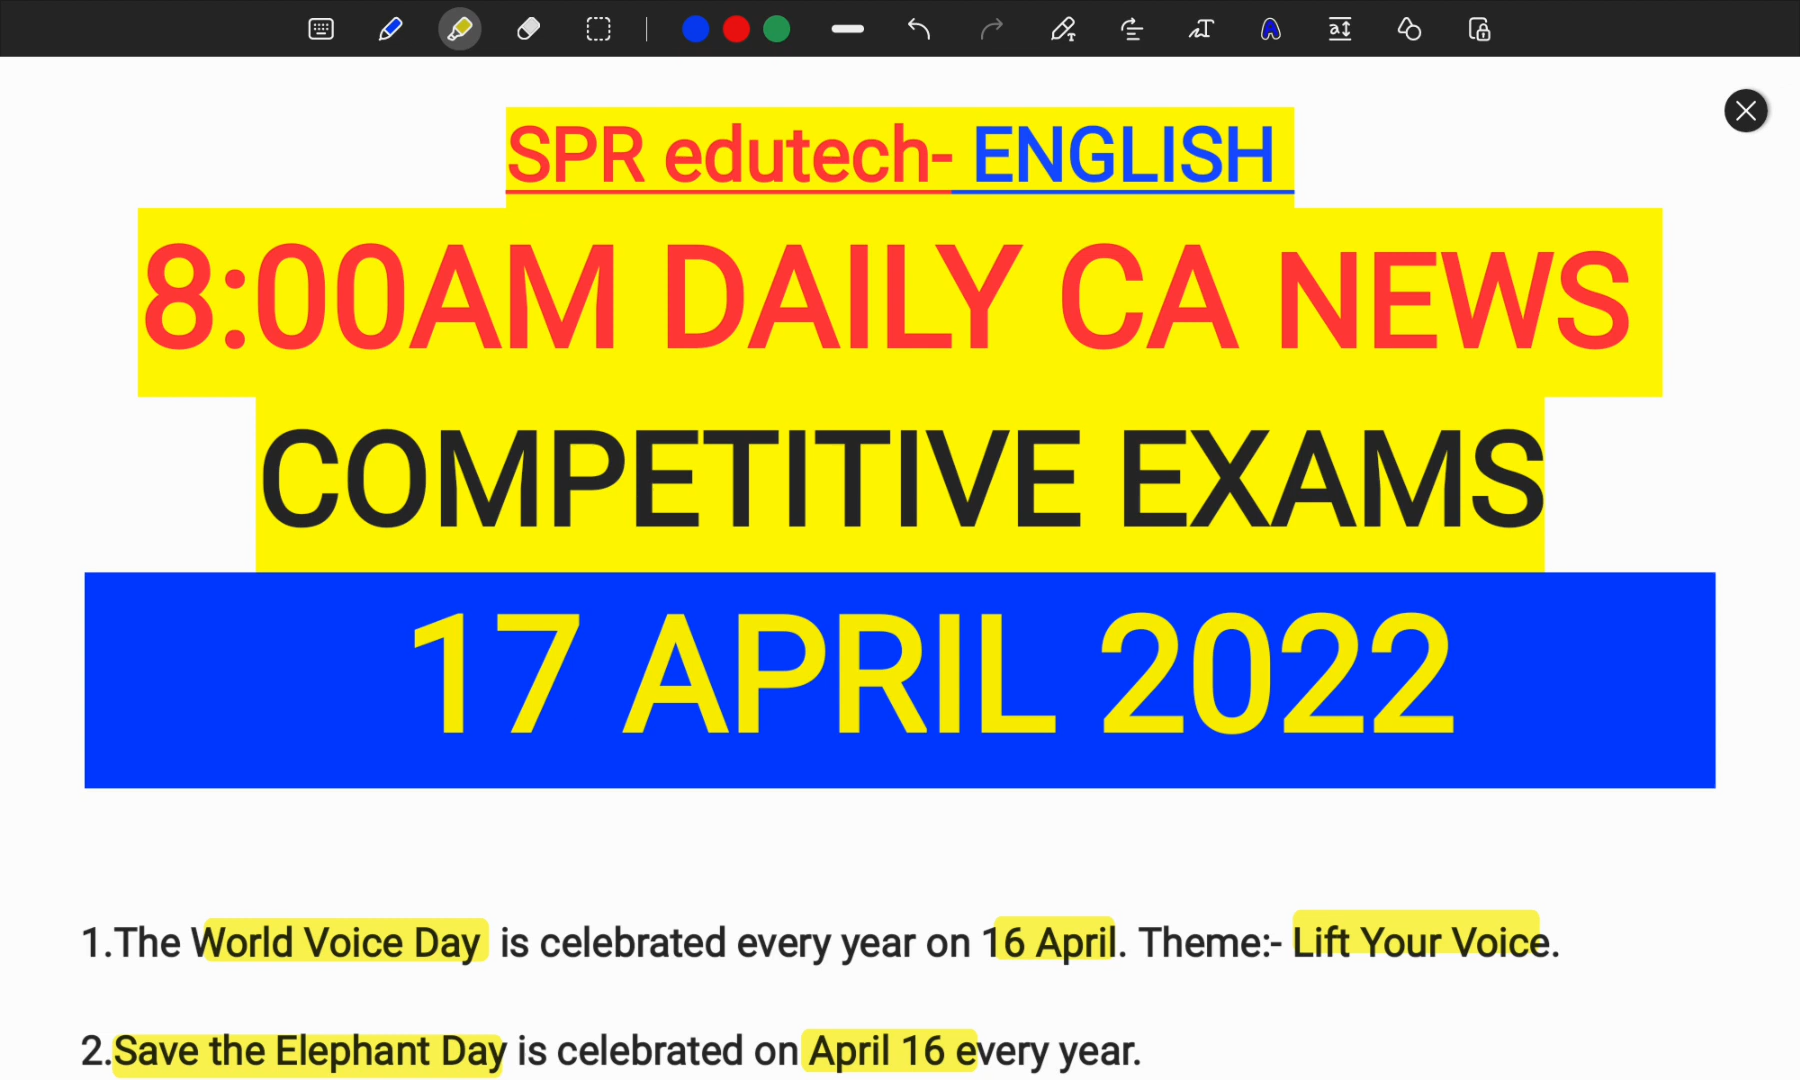 SPR edutech- ENGLISH
8:00AM DAILY CA NEWS
COMPETITIVE EXAMS
17 APRIL 2022
1.The World Voice Day is celebrated every year on 16 April. Theme:- Lift Your Voice.
2.Save the Elephant Day is celebrated on April 16 every year.